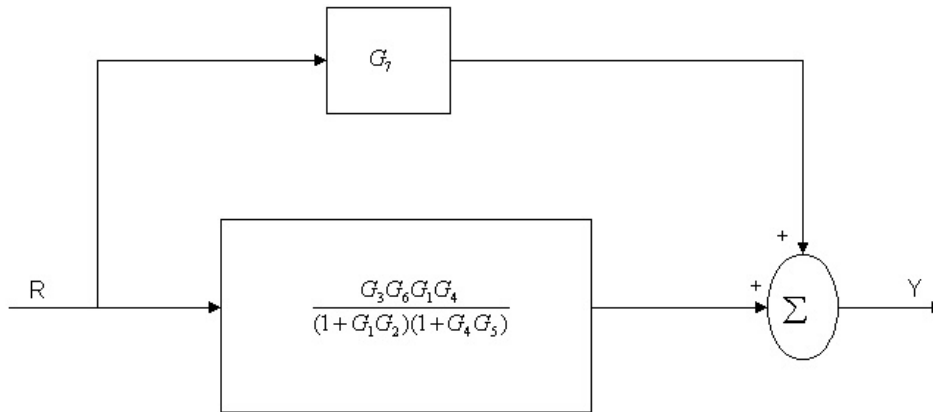 G₇
+
R
G₃G₆G₁G₄
(1+G₁G₂)(1+G₄G₅)
+
Σ
Y